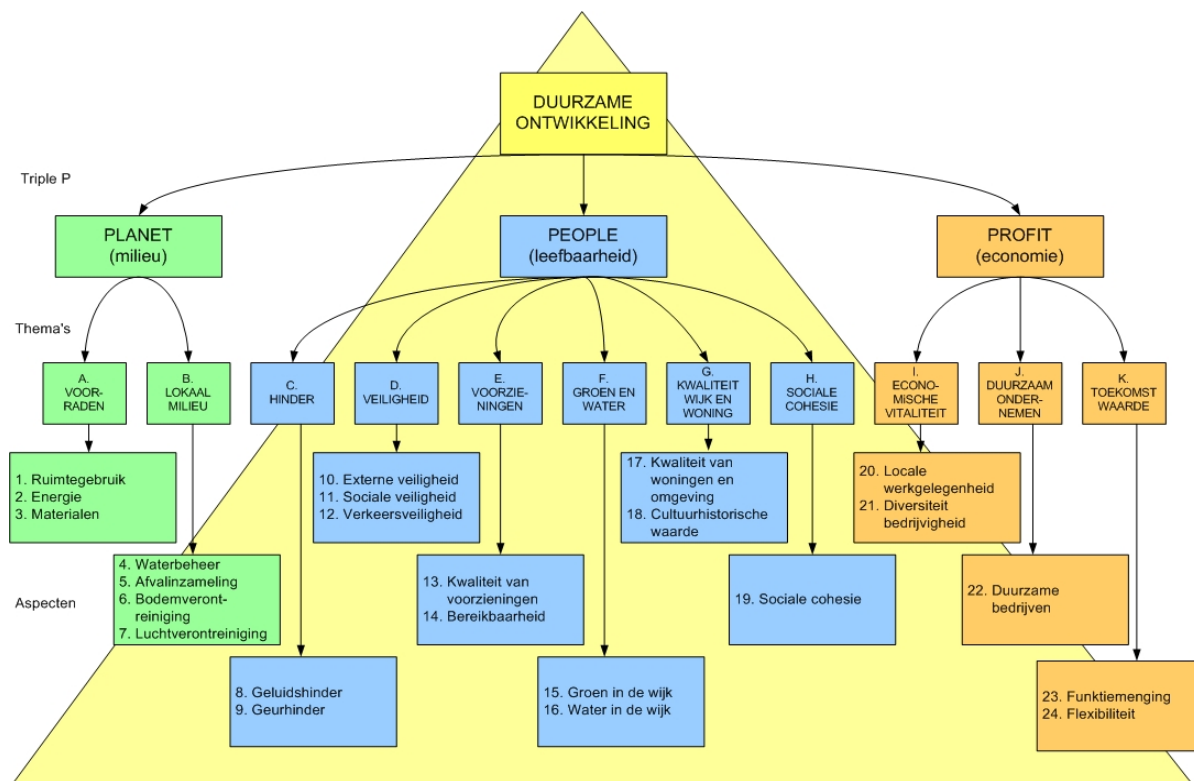 DUURZAME
ONTWIKKELING
Triple P
PLANET
(milieu)
PEOPLE
(leefbaarheid)
PROFIT
(economie)
Thema's
A.
VOOR-
RADEN
B.
LOKAAL
MILIEU
C.
HINDER
D.
VEILIGHEID
E.
VOORZIE-
NINGEN
F.
GROEN EN
WATER
G.
KWALITEIT
WIJK EN
WONING
H.
SOCIALE
COHESIE
I.
ECONO-
MISCHE
VITALITEIT
J.
DUURZAAM
ONDER-
NEMEN
K.
TOEKOMST
WAARDE
1. Ruimtegebruik
2. Energie
3. Materialen
10. Externe veiligheid
11. Sociale veiligheid
12. Verkeersveiligheid
17. Kwaliteit van
woningen en
omgeving
18. Cultuurhistorische
waarde
20. Locale
werkgelegenheid
21. Diversiteit
bedrijvigheid
Aspecten
4. Waterbeheer
5. Afvalinzameling
6. Bodemveront-
reiniging
7. Luchtverontreiniging
13. Kwaliteit van
voorzieningen
14. Bereikbaarheid
19. Sociale cohesie
22. Duurzame
bedrijven
8. Geluidshinder
9. Geurhinder
15. Groen in de wijk
16. Water in de wijk
23. Funktiemenging
24. Flexibiliteit